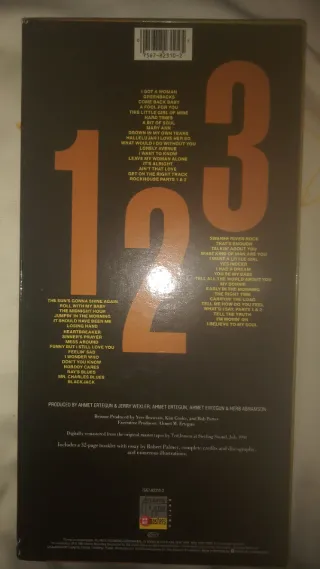 I GOT A WOMAN
GREENBACKS
COME BACK BABY
A FOOL FOR YOU
THIS LITTLE GIRL OF MINE
HARD TIMES
A BIT OF SOUL
MARY ANN
DROWN IN MY OWN TEARS
HALLELUJAH I LOVE HER SO
WHAT WOULD I DO WITHOUT YOU
LONELY AVENUE
I WANT TO KNOW
LEAVE MY WOMAN ALONE
IT'S ALRIGHT
AIN'T THAT LOVE
GET ON THE RIGHT TRACK
ROCKHOUSE PARTS 1 & 2
1
2
3
SWANEE RIVER ROCK
THAT'S ENOUGH
TALKIN' ABOUT YOU
WHAT KIND OF MAN ARE YOU
I WANT A LITTLE GIRL
YES INDEED
I HAD A DREAM
YOU BE MY BABY
TELL ALL THE WORLD ABOUT YOU
MY BONNIE
EARLY IN THE MORNING
THE RIGHT TIME
CARRYING THE LOAD
TELL ME HOW DO YOU FEEL
WHAT'D I SAY, PARTS 1 & 2
TELL THE TRUTH
I'M MOVIN' ON
I BELIEVE TO MY SOUL
THE SUN'S GONNA SHINE AGAIN
ROLL WITH MY BABY
THE MIDNIGHT HOUR
JUMPIN' IN THE MORNING
IT SHOULD HAVE BEEN ME
LOSING HAND
HEARTBREAKER
SINNER'S PRAYER
MESS AROUND
FUNNY BUT I STILL LOVE YOU
FEELIN' SAD
I WONDER WHO
DON'T YOU KNOW
NOBODY CARES
RAY'S BLUES
MR. CHARLES BLUES
BLACKJACK
PRODUCED BY AHMET ERTEGUN & JERRY WEXLER; AHMET ERTEGUN; AHMET ERTEGUN & HERB ABRAMSON
Executive Producer, Ahmet M. Ertegun
Digitally remastered from the original master tapes by
Includes a 32-page booklet with essay by Robert Palmer, complete credits and discography,
and numerous illustrations.